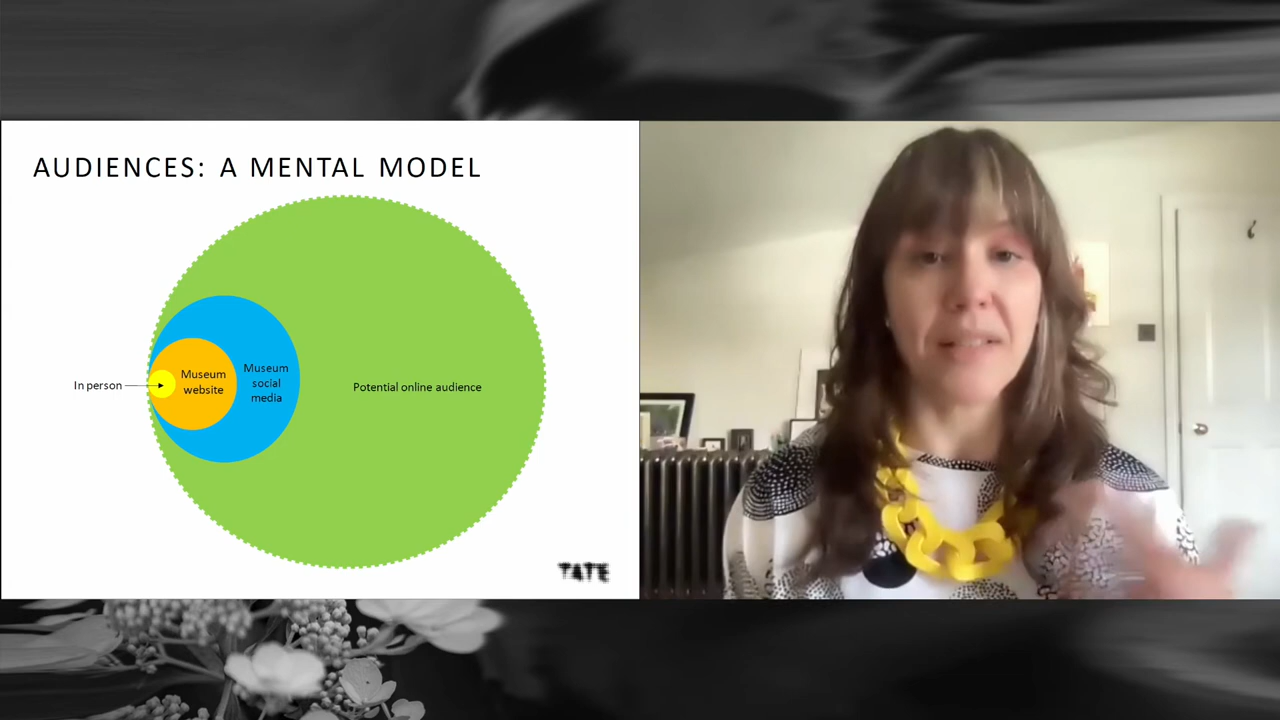 AUDIENCES: A MENTAL MODEL
In person
Museum
website
Museum
social
media
Potential online audience
TATE